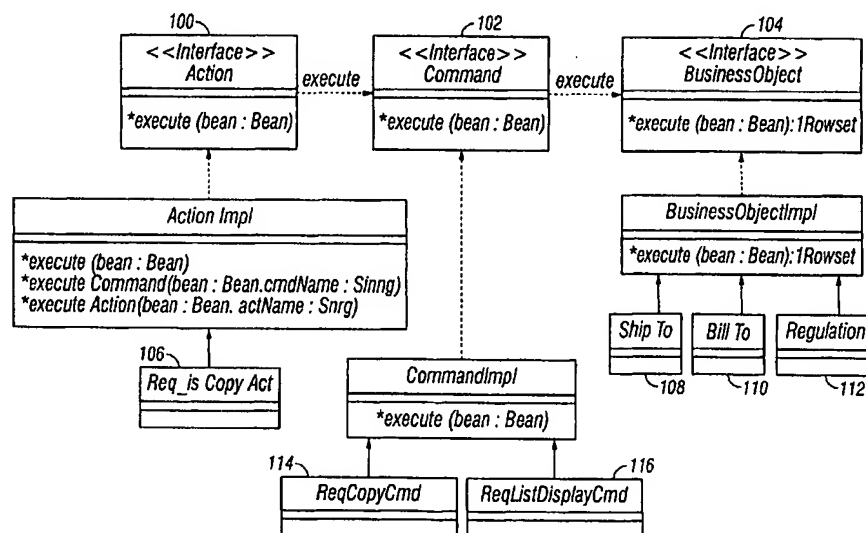 100
<<Interface>>
Action
*execute (bean : Bean)
execute
102
<<Interface>>
Command
*execute (bean : Bean)
execute
104
<<Interface>>
BusinessObject
*execute (bean : Bean):1Rowset
Action Impl
*execute (bean : Bean)
*execute Command(bean : Bean.cmdName : Sinng)
*execute Action(bean : Bean. actName : Snrg)
BusinessObjectImpl
*execute (bean : Bean):1Rowset
106
Req_is Copy Act
CommandImpl
*execute (bean : Bean)
Ship To
108
Bill To
110
Regulation
112
114
ReqCopyCmd
116
ReqListDisplayCmd